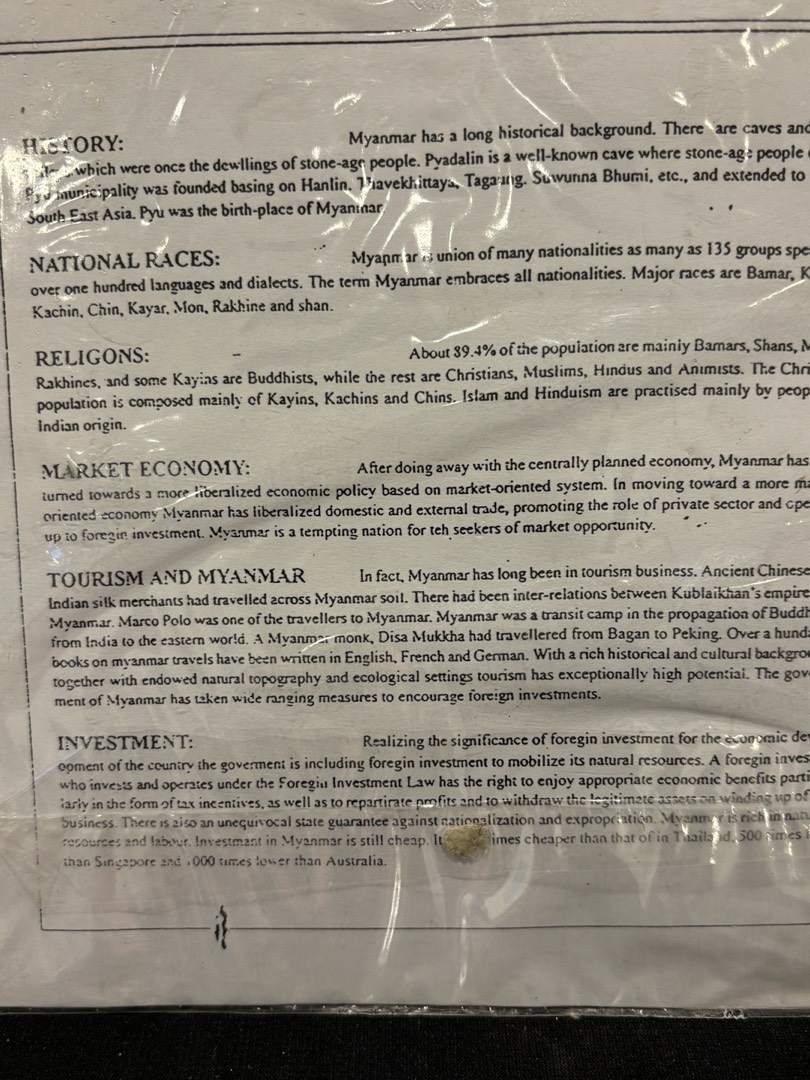 HISTORY: Myanmar has a long historical background. There are caves and
which were once the dewllings of stone-age people. Pyadalin is a well-known cave where stone-age people
Pyu municipality was founded basing on Hanlin. Thavekhittaya, Tagaung. Suwunna Bhumi, etc., and extended to
South East Asia. Pyu was the birth-place of Myanmar
NATIONAL RACES: Myanmar is union of many nationalities as many as 135 groups spe
over one hundred languages and dialects. The term Myanmar embraces all nationalities. Major races are Bamar, K
Kachin, Chin, Kayar, Mon, Rakhine and shan.
RELIGONS: - About 89.4% of the population are mainly Bamars, Shans, M
Rakhines, and some Kayins are Buddhists, while the rest are Christians, Muslims, Hindus and Animists. The Chri
population is composed mainly of Kayins, Kachins and Chins. Islam and Hinduism are practised mainly by peop
Indian origin.
MARKET ECONOMY: After doing away with the centrally planned economy, Myanmar has
turned towards a more liberalized economic policy based on market-oriented system. In moving toward a more ma
oriented economy Myanmar has liberalized domestic and external trade, promoting the role of private sector and ope
up to foregin investment. Myanmar is a tempting nation for teh seekers of market opportunity.
TOURISM AND MYANMAR In fact, Myanmar has long been in tourism business. Ancient Chinese
Indian silk merchants had travelled across Myanmar soil. There had been inter-relations between Kublaikhan's empire
Myanmar. Marco Polo was one of the travellers to Myanmar. Myanmar was a transit camp in the propagation of Buddh
from India to the eastern world. A Myanmar monk, Disa Mukkha had travellered from Bagan to Peking. Over a hund
books on myanmar travels have been written in English, French and German. With a rich historical and cultural backgrou
together with endowed natural topography and ecological settings tourism has exceptionally high potential. The gov
ment of Myanmar has taken wide ranging measures to encourage foreign investments.
INVESTMENT: Realizing the significance of foregin investment for the economic dev
opment of the country the goverment is including foregin investment to mobilize its natural resources. A foregin inves
who invests and operates under the Foregin Investment Law has the right to enjoy appropriate economic benefits parti
larly in the form of tax incentives, as well as to repartirate profits and to withdraw the legitimate assets on winding up of
business. There is also an unequivocal state guarantee against nationalization and expropriation. Myanmar is rich in natu
resources and labour. Investmant in Myanmar is still cheap. It imes cheaper than that of in Thailand, 500 times l
than Singapore and 1000 times lower than Australia.